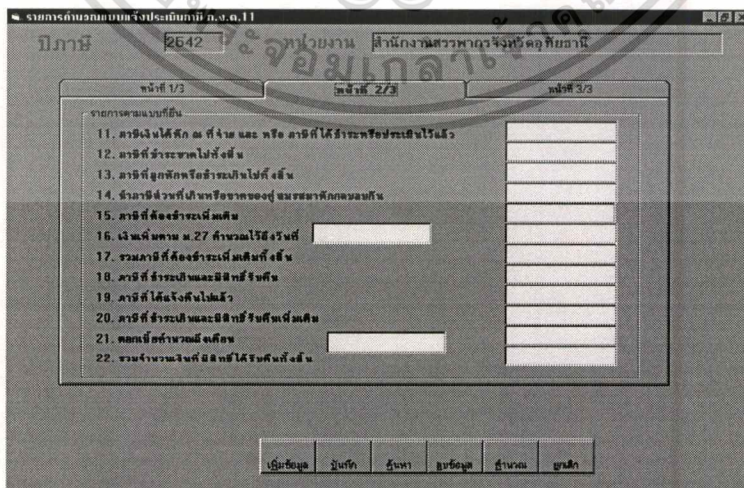 รายการคำนวณแบบแจ้งประเมินภาษี ภ.ง.ด.11
ปีภาษี 2542 หน่วยงาน สำนักงานสรรพากรจังหวัดอุทัยธานี
พระจอมเกล้าเจ้าคุณ
หน้าที่ 1/3 หน้าที่ 2/3 หน้าที่ 3/3
รายการตามแบบที่ยื่น
11. ภาษีเงินได้หัก ณ ที่จ่าย และ หรือ ภาษีที่ได้ชำระหรือประเมินไว้แล้ว
12. ภาษีที่ชำระขาดไปทั้งสิ้น
13. ภาษีที่ถูกหักหรือชำระเกินไปทั้งสิ้น
14. นำภาษีส่วนที่เกินหรือขาดของคู่สมรสมาหักกลบลบกัน
15. ภาษีที่ต้องชำระเพิ่มเติม
16. เงินเพิ่มตาม ม.27 คำนวณไว้ถึงวันที่
17. รวมภาษีที่ต้องชำระเพิ่มเติมทั้งสิ้น
18. ภาษีที่ชำระเกินและมีสิทธิ์รับคืน
19. ภาษีที่ได้แจ้งคืนไปแล้ว
20. ภาษีที่ชำระเกินและมีสิทธิ์รับคืนเพิ่มเติม
21. ดอกเบี้ยคำนวณถึงเดือน
22. รวมจำนวนเงินที่มีสิทธิ์ได้รับคืนทั้งสิ้น
เพิ่มข้อมูล บันทึก ค้นหา ลบข้อมูล คำนวณ ยกเลิก